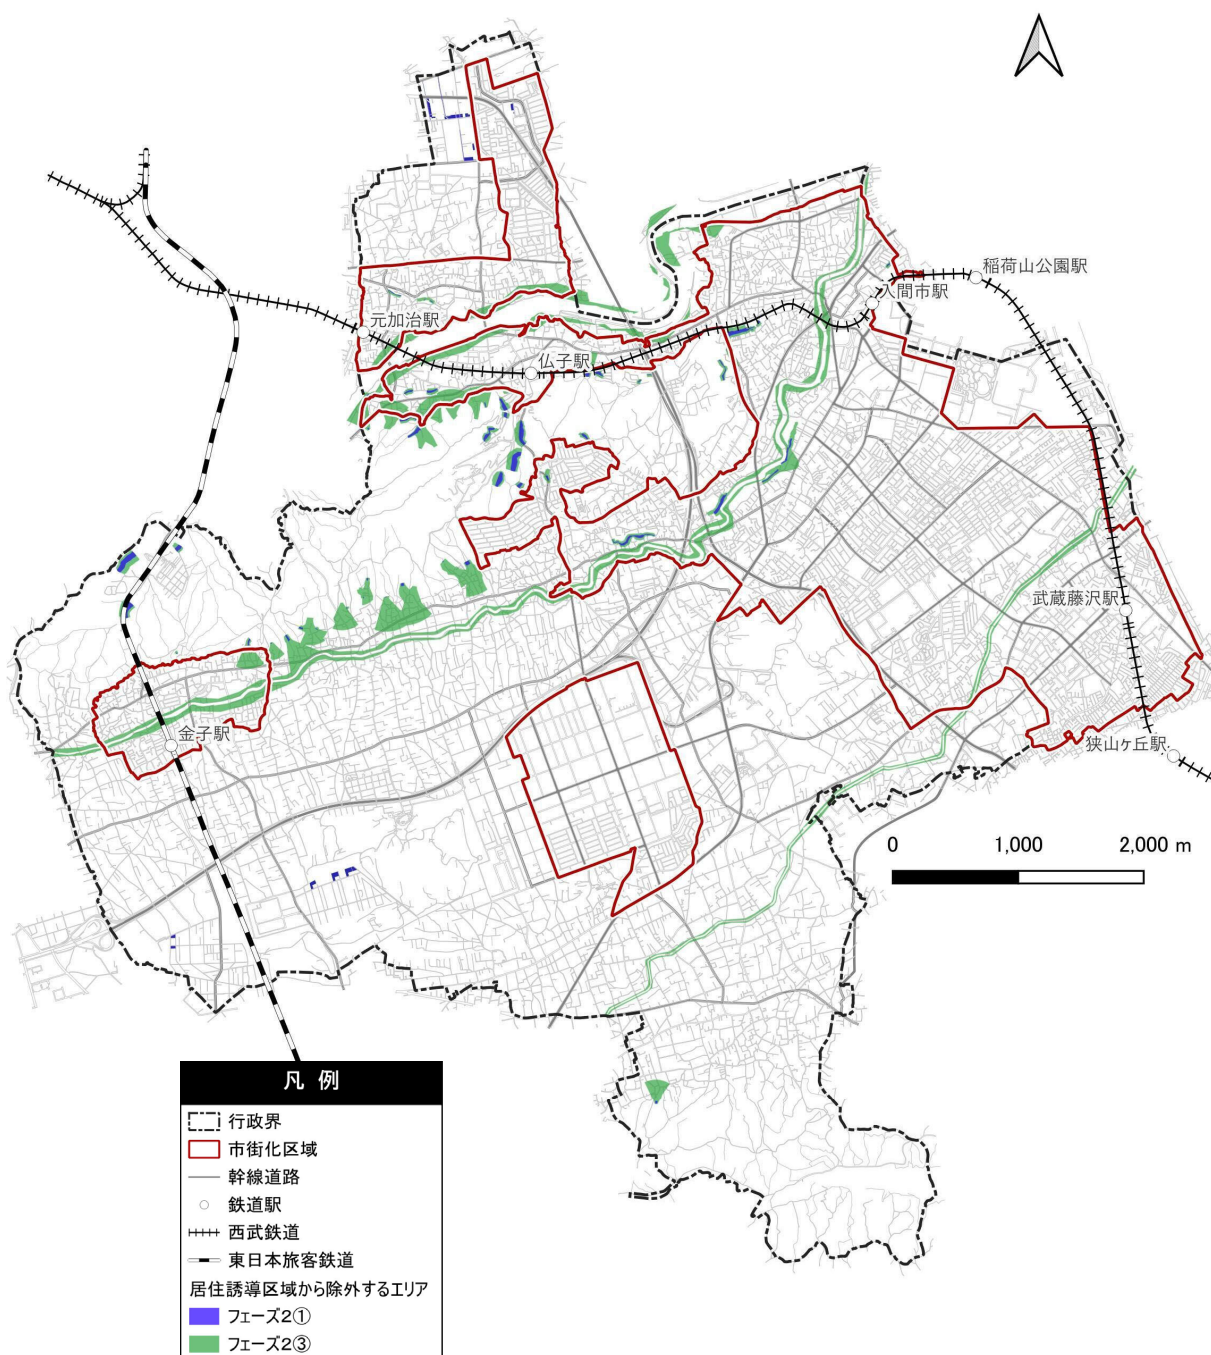 稲荷山公園駅
入間市駅
元加治駅
仏子駅
武蔵藤沢駅
金子駅
狭山ヶ丘駅
0 1,000 2,000 m
凡 例
行政界
市街化区域
幹線道路
鉄道駅
西武鉄道
東日本旅客鉄道
居住誘導区域から除外するエリア
フェーズ2①
フェーズ2③